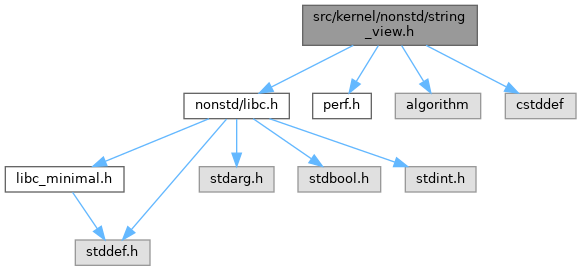 src/kernel/nonstd/string
_view.h
nonstd/libc.h
perf.h
algorithm
cstddef
libc_minimal.h
stdarg.h
stdbool.h
stdint.h
stddef.h